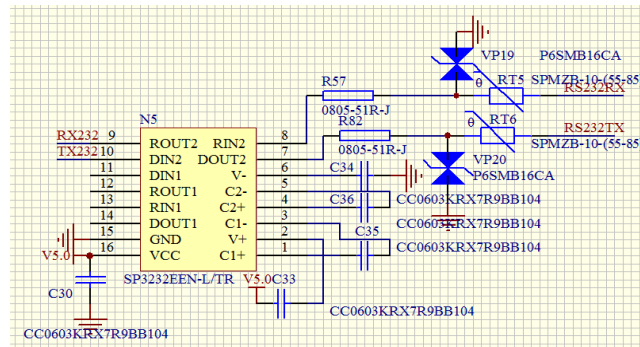 VP19 P6SMB16CA
R57
RT5 SPMZB-10-(55-85
θ
RS232RX
0805-51R-J
R82
RT6 RS232TX
θ
N5
RX232 9 ROUT2 RIN2 8
TX232 10 DIN2 DOUT2 7
0805-51R-J
SPMZB-10-(55-85
11 DIN1 V- 6
C34
VP20
P6SMB16CA
12 ROUT1 C2- 5
13 RIN1 C2+ 4
C36
CC0603KRX7R9BB104
14 DOUT1 C1- 3
CC0603KRX7R9BB104
15 GND V+ 2
C35
CC0603KRX7R9BB104
V5.0 16 VCC C1+ 1
SP3232EEN-L/TR
V5.0 C33
C30
CC0603KRX7R9BB104
CC0603KRX7R9BB104